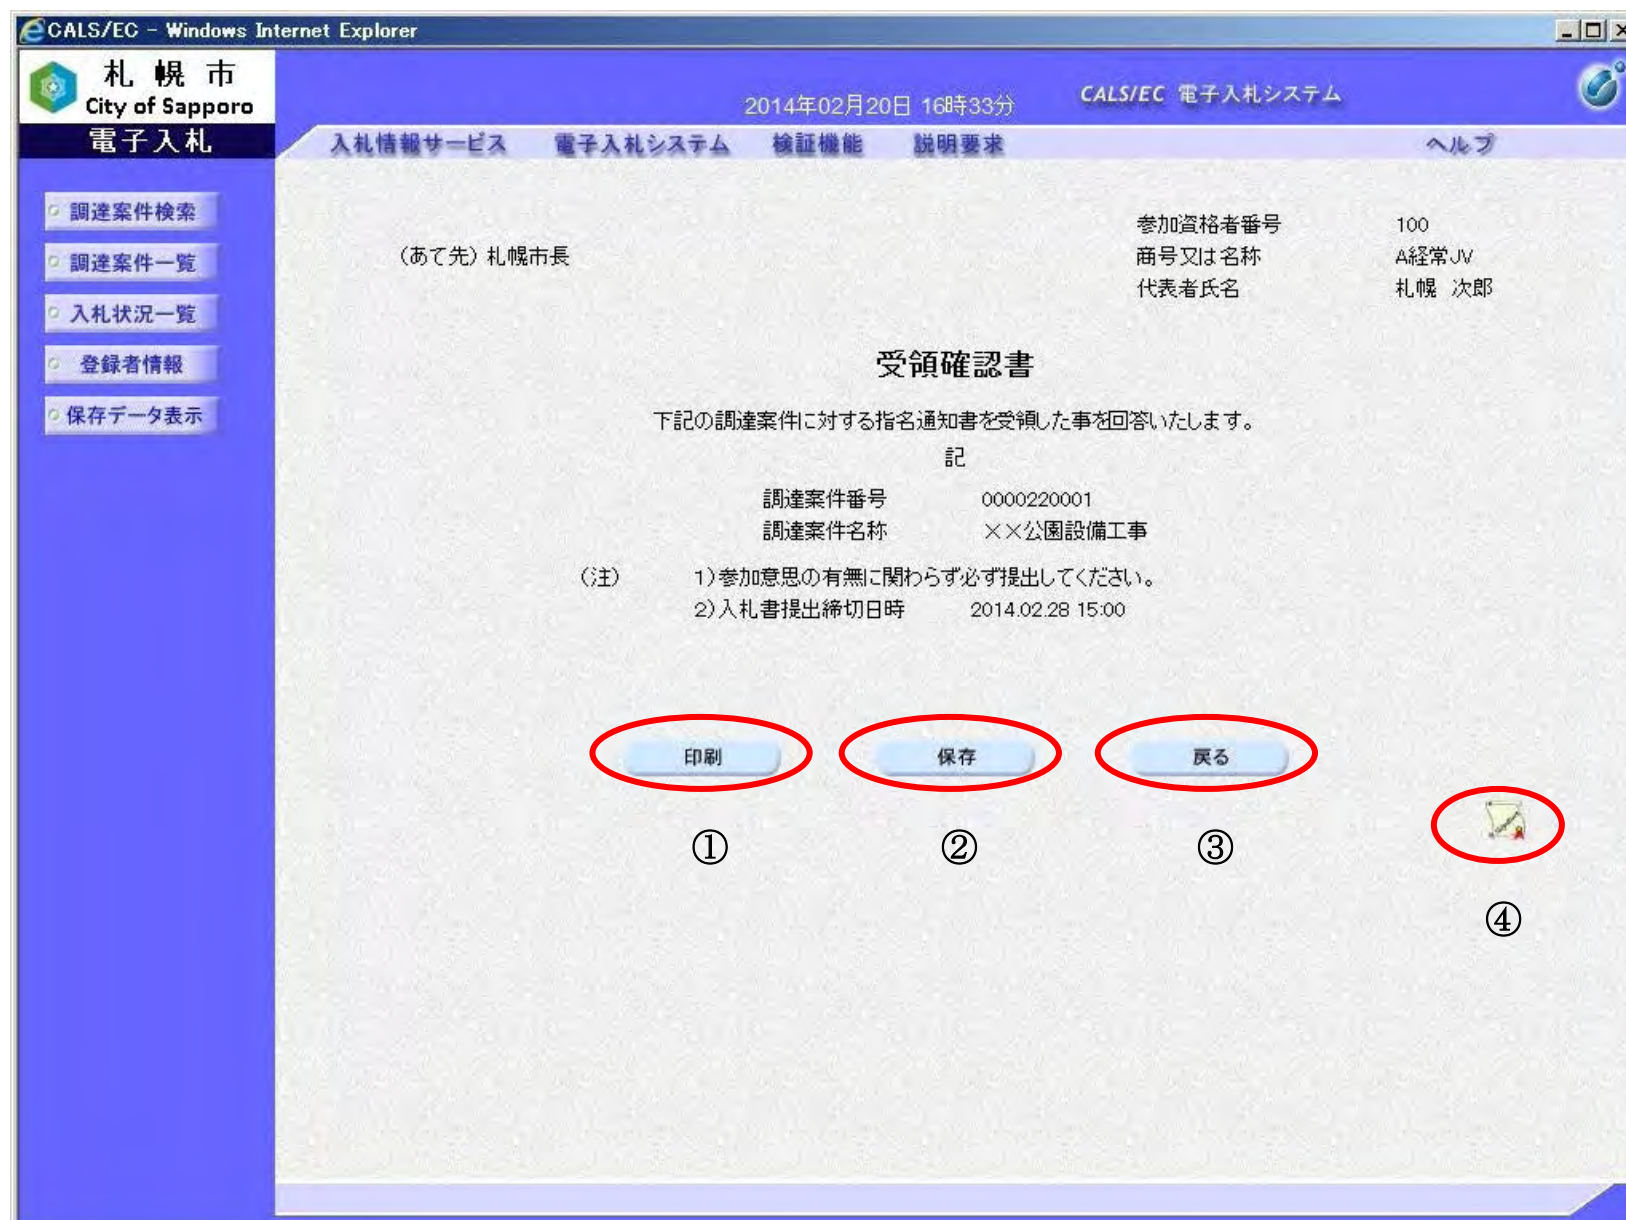 CALS/EC - Windows Internet Explorer
札幌市
City of Sapporo
電子入札
2014年02月20日 16時33分
CALS/EC 電子入札システム
入札情報サービス 電子入札システム 検証機能 説明要求 ヘルプ
調達案件検索
調達案件一覧
入札状況一覧
登録者情報
保存データ表示
(あて先)札幌市長
参加資格者番号 100
商号又は名称 A経常JV
代表者氏名 札幌 次郎
受領確認書
下記の調達案件に対する指名通知書を受領した事を回答いたします。
記
調達案件番号 0000220001
調達案件名称 ××公園設備工事
(注) 1)参加意思の有無に関わらず必ず提出してください。
2)入札書提出締切日時 2014.02.28 15:00
印刷 保存 戻る
① ② ③
④